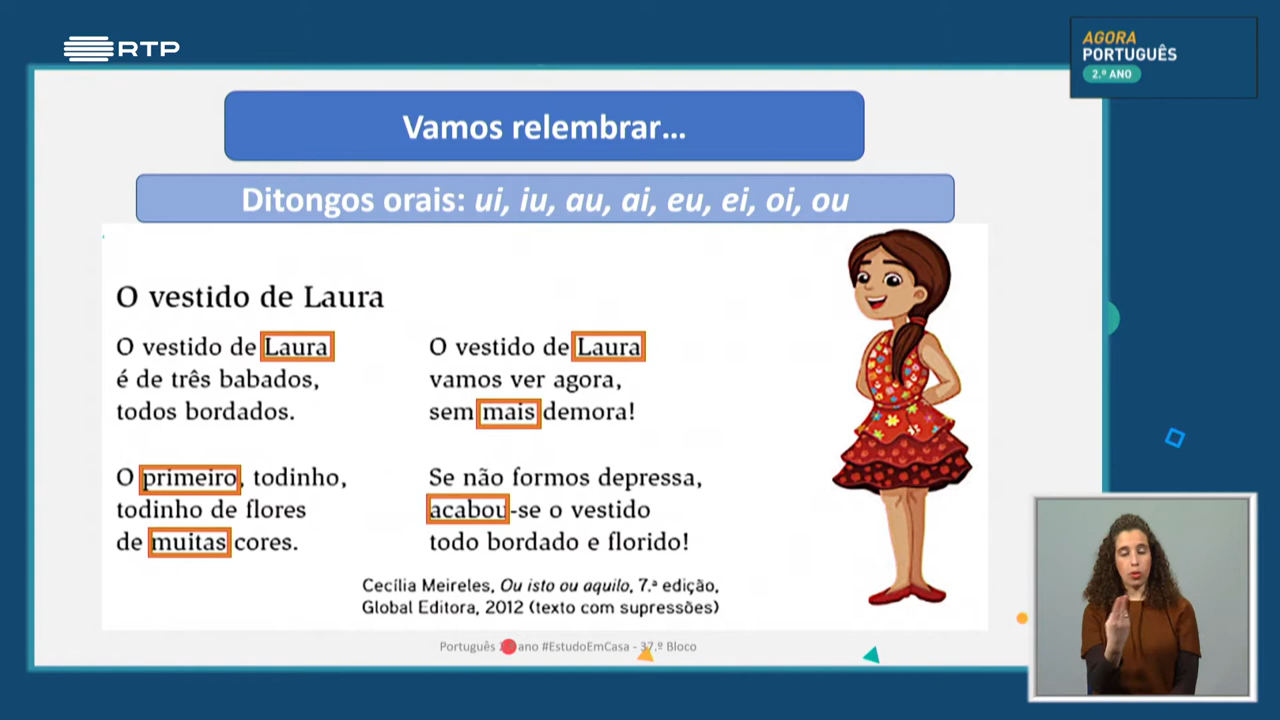 RTP
AGORA
PORTUGUÊS
2.º ANO
Vamos relembrar...
Ditongos orais: ui, iu, au, ai, eu, ei, oi, ou
O vestido de Laura
O vestido de Laura
é de três babados,
todos bordados.
O primeiro, todinho,
todinho de flores
de muitas cores.
O vestido de Laura
vamos ver agora,
sem mais demora!
Se não formos depressa,
acabou-se o vestido
todo bordado e florido!
Cecília Meireles, Ou isto ou aquilo, 7.ª edição,
Global Editora, 2012 (texto com supressões)
Português ano #EstudoEmCasa - 37.º Bloco